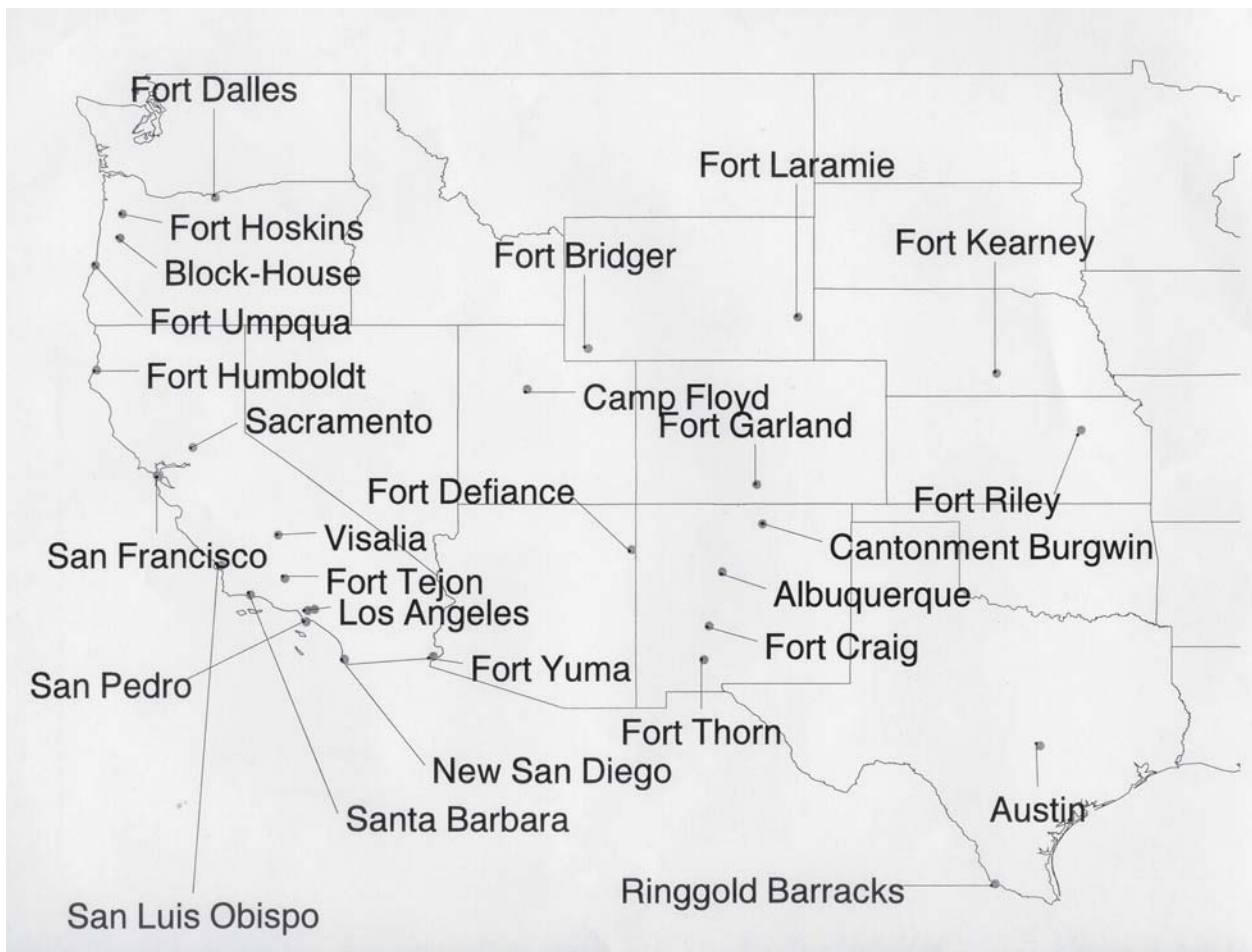 Fort Dalles
Fort Laramie
Fort Hoskins
Fort Kearney
Fort Bridger
Block-House
Fort Umpqua
Fort Humboldt
Camp Floyd
Sacramento
Fort Garland
Fort Defiance
Fort Riley
Visalia
Cantonment Burgwin
San Francisco
Fort Tejon
Albuquerque
Los Angeles
Fort Craig
Fort Yuma
San Pedro
Fort Thorn
New San Diego
Austin
Santa Barbara
Ringgold Barracks
San Luis Obispo